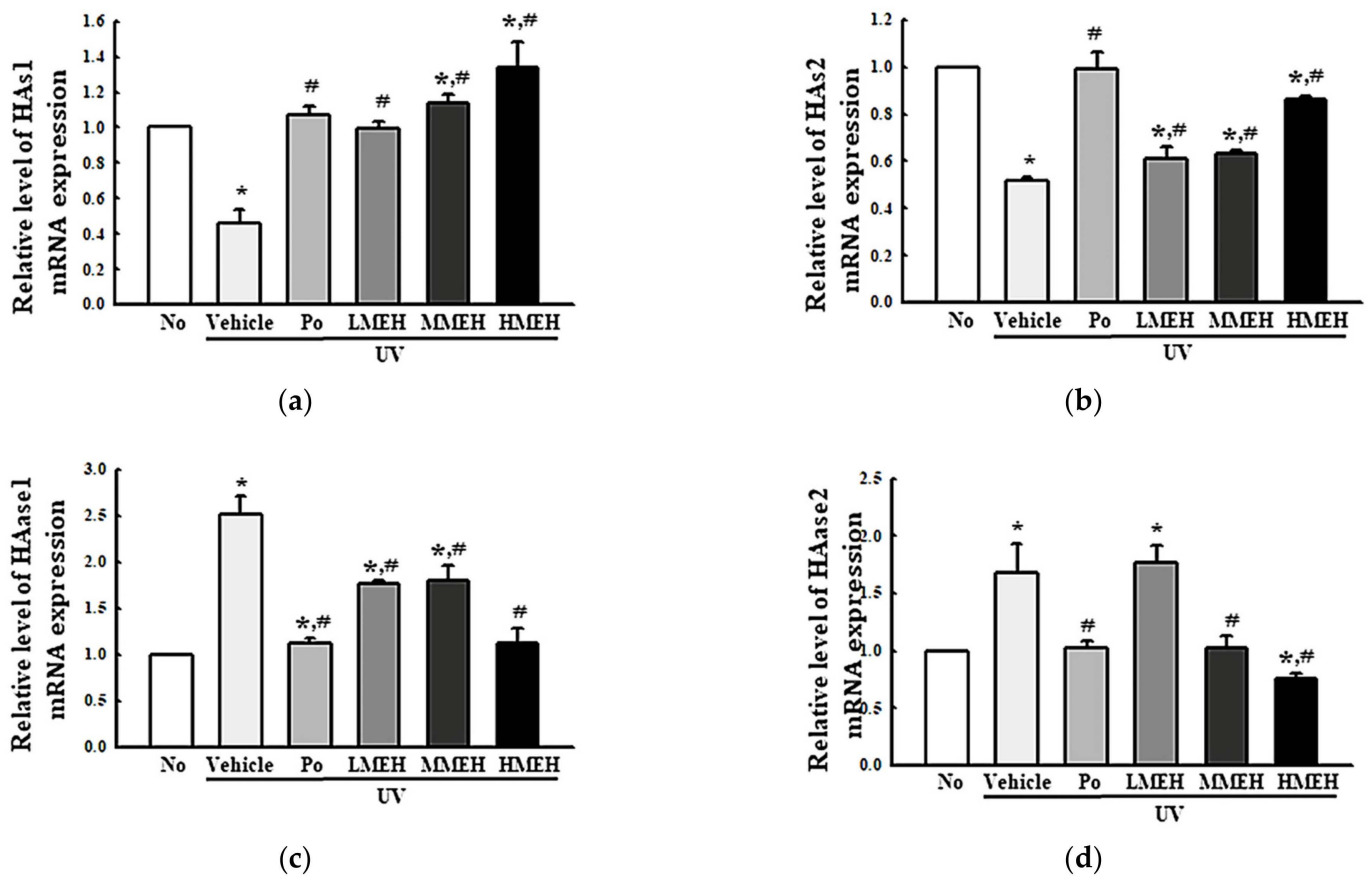 Relative level of HAs1
mRNA expression
1.6
1.4
1.2
1.0
0.8
0.6
0.4
0.2
0.0
*
#
#
*,#
*,#
No Vehicle Po LMEH MMEH HMEH
UV
(a)
Relative level of HAs2
mRNA expression
1.2
1.0
0.8
0.6
0.4
0.2
0.0
*
#
*,#
*,#
*,#
No Vehicle Po LMEH MMEH HMEH
UV
(b)
Relative level of HAase1
mRNA expression
3.0
2.5
2.0
1.5
1.0
0.5
0.0
*
*,#
*,#
*,#
#
No Vehicle Po LMEH MMEH HMEH
UV
(c)
Relative level of HAase2
mRNA expression
2.5
2.0
1.5
1.0
0.5
0.0
*
#
*
#
*,#
No Vehicle Po LMEH MMEH HMEH
UV
(d)